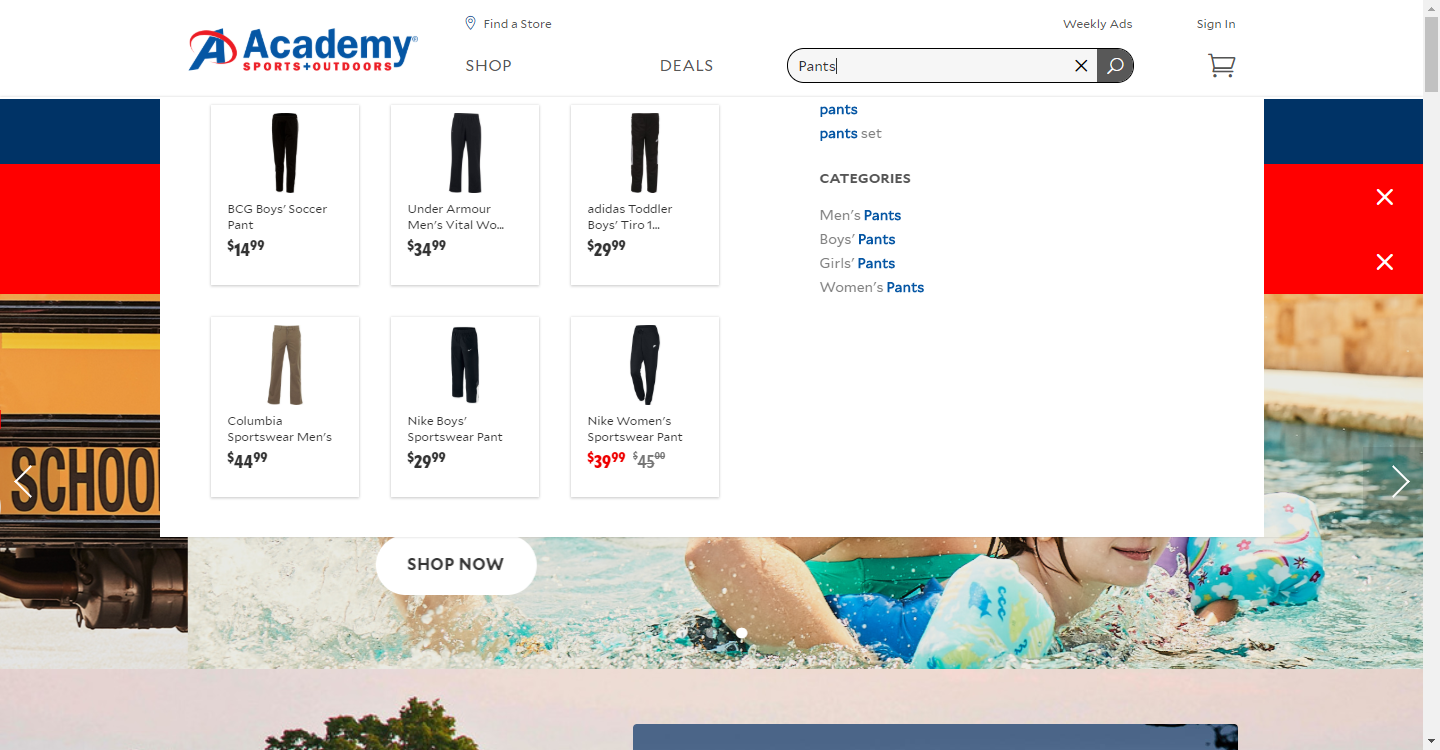 Find a Store
Weekly Ads
Sign In
Academy
SPORTS+OUTDOORS
SHOP
DEALS
Pants
pants
pants set
CATEGORIES
Men's Pants
Boys' Pants
Girls' Pants
Women's Pants
BCG Boys' Soccer
Pant
$14.99
Under Armour
Men's Vital Wo...
$34.99
adidas Toddler
Boys' Tiro 1...
$29.99
Columbia
Sportswear Men's
$44.99
Nike Boys'
Sportswear Pant
$29.99
Nike Women's
Sportswear Pant
$39.99 $45.00
SCHOO
SHOP NOW